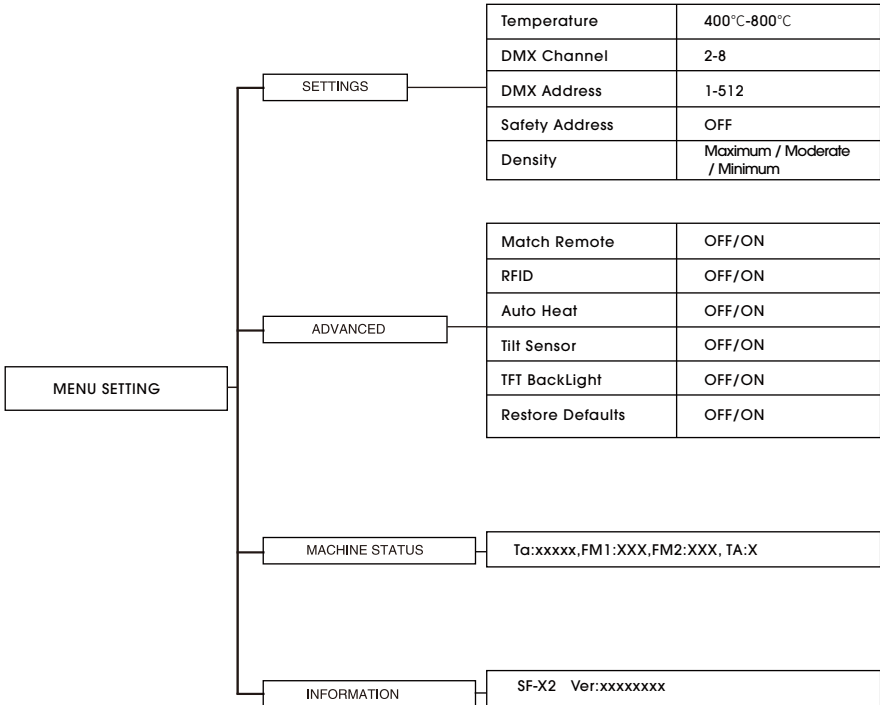 MENU SETTING
SETTINGS
Temperature 400℃-800℃
DMX Channel 2-8
DMX Address 1-512
Safety Address OFF
Density Maximum / Moderate
/ Minimum
ADVANCED
Match Remote OFF/ON
RFID OFF/ON
Auto Heat OFF/ON
Tilt Sensor OFF/ON
TFT BackLight OFF/ON
Restore Defaults OFF/ON
MACHINE STATUS
Ta:xxxxx,FM1:XXX,FM2:XXX, TA:X
INFORMATION
SF-X2 Ver:xxxxxxxx